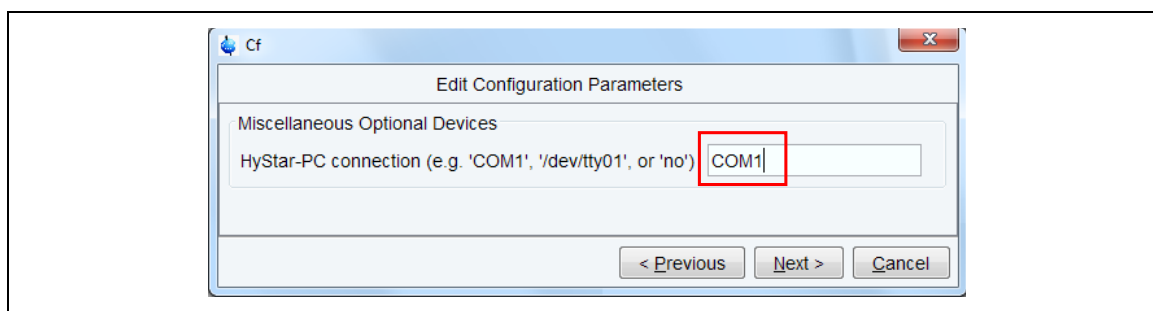 Cf
Edit Configuration Parameters
Miscellaneous Optional Devices
HyStar-PC connection (e.g. 'COM1', '/dev/tty01', or 'no') COM1
< Previous Next > Cancel